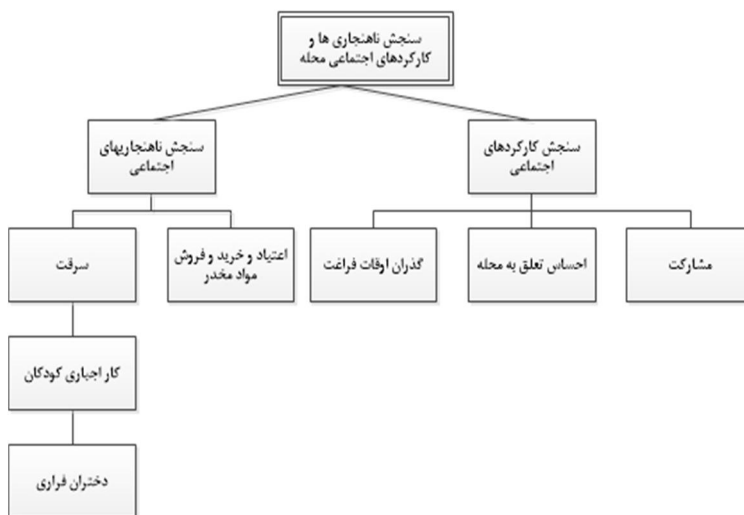 سنجش ناهنجاری ها و
کارکردهای اجتماعی محله
سنجش کارکردهای
اجتماعی
سنجش ناهنجاریهای
اجتماعی
مشارکت
احساس تعلق به محله
گذران اوقات فراغت
اعتیاد و خرید و فروش
مواد مخدر
سرقت
کار اجباری کودکان
دختران فراری